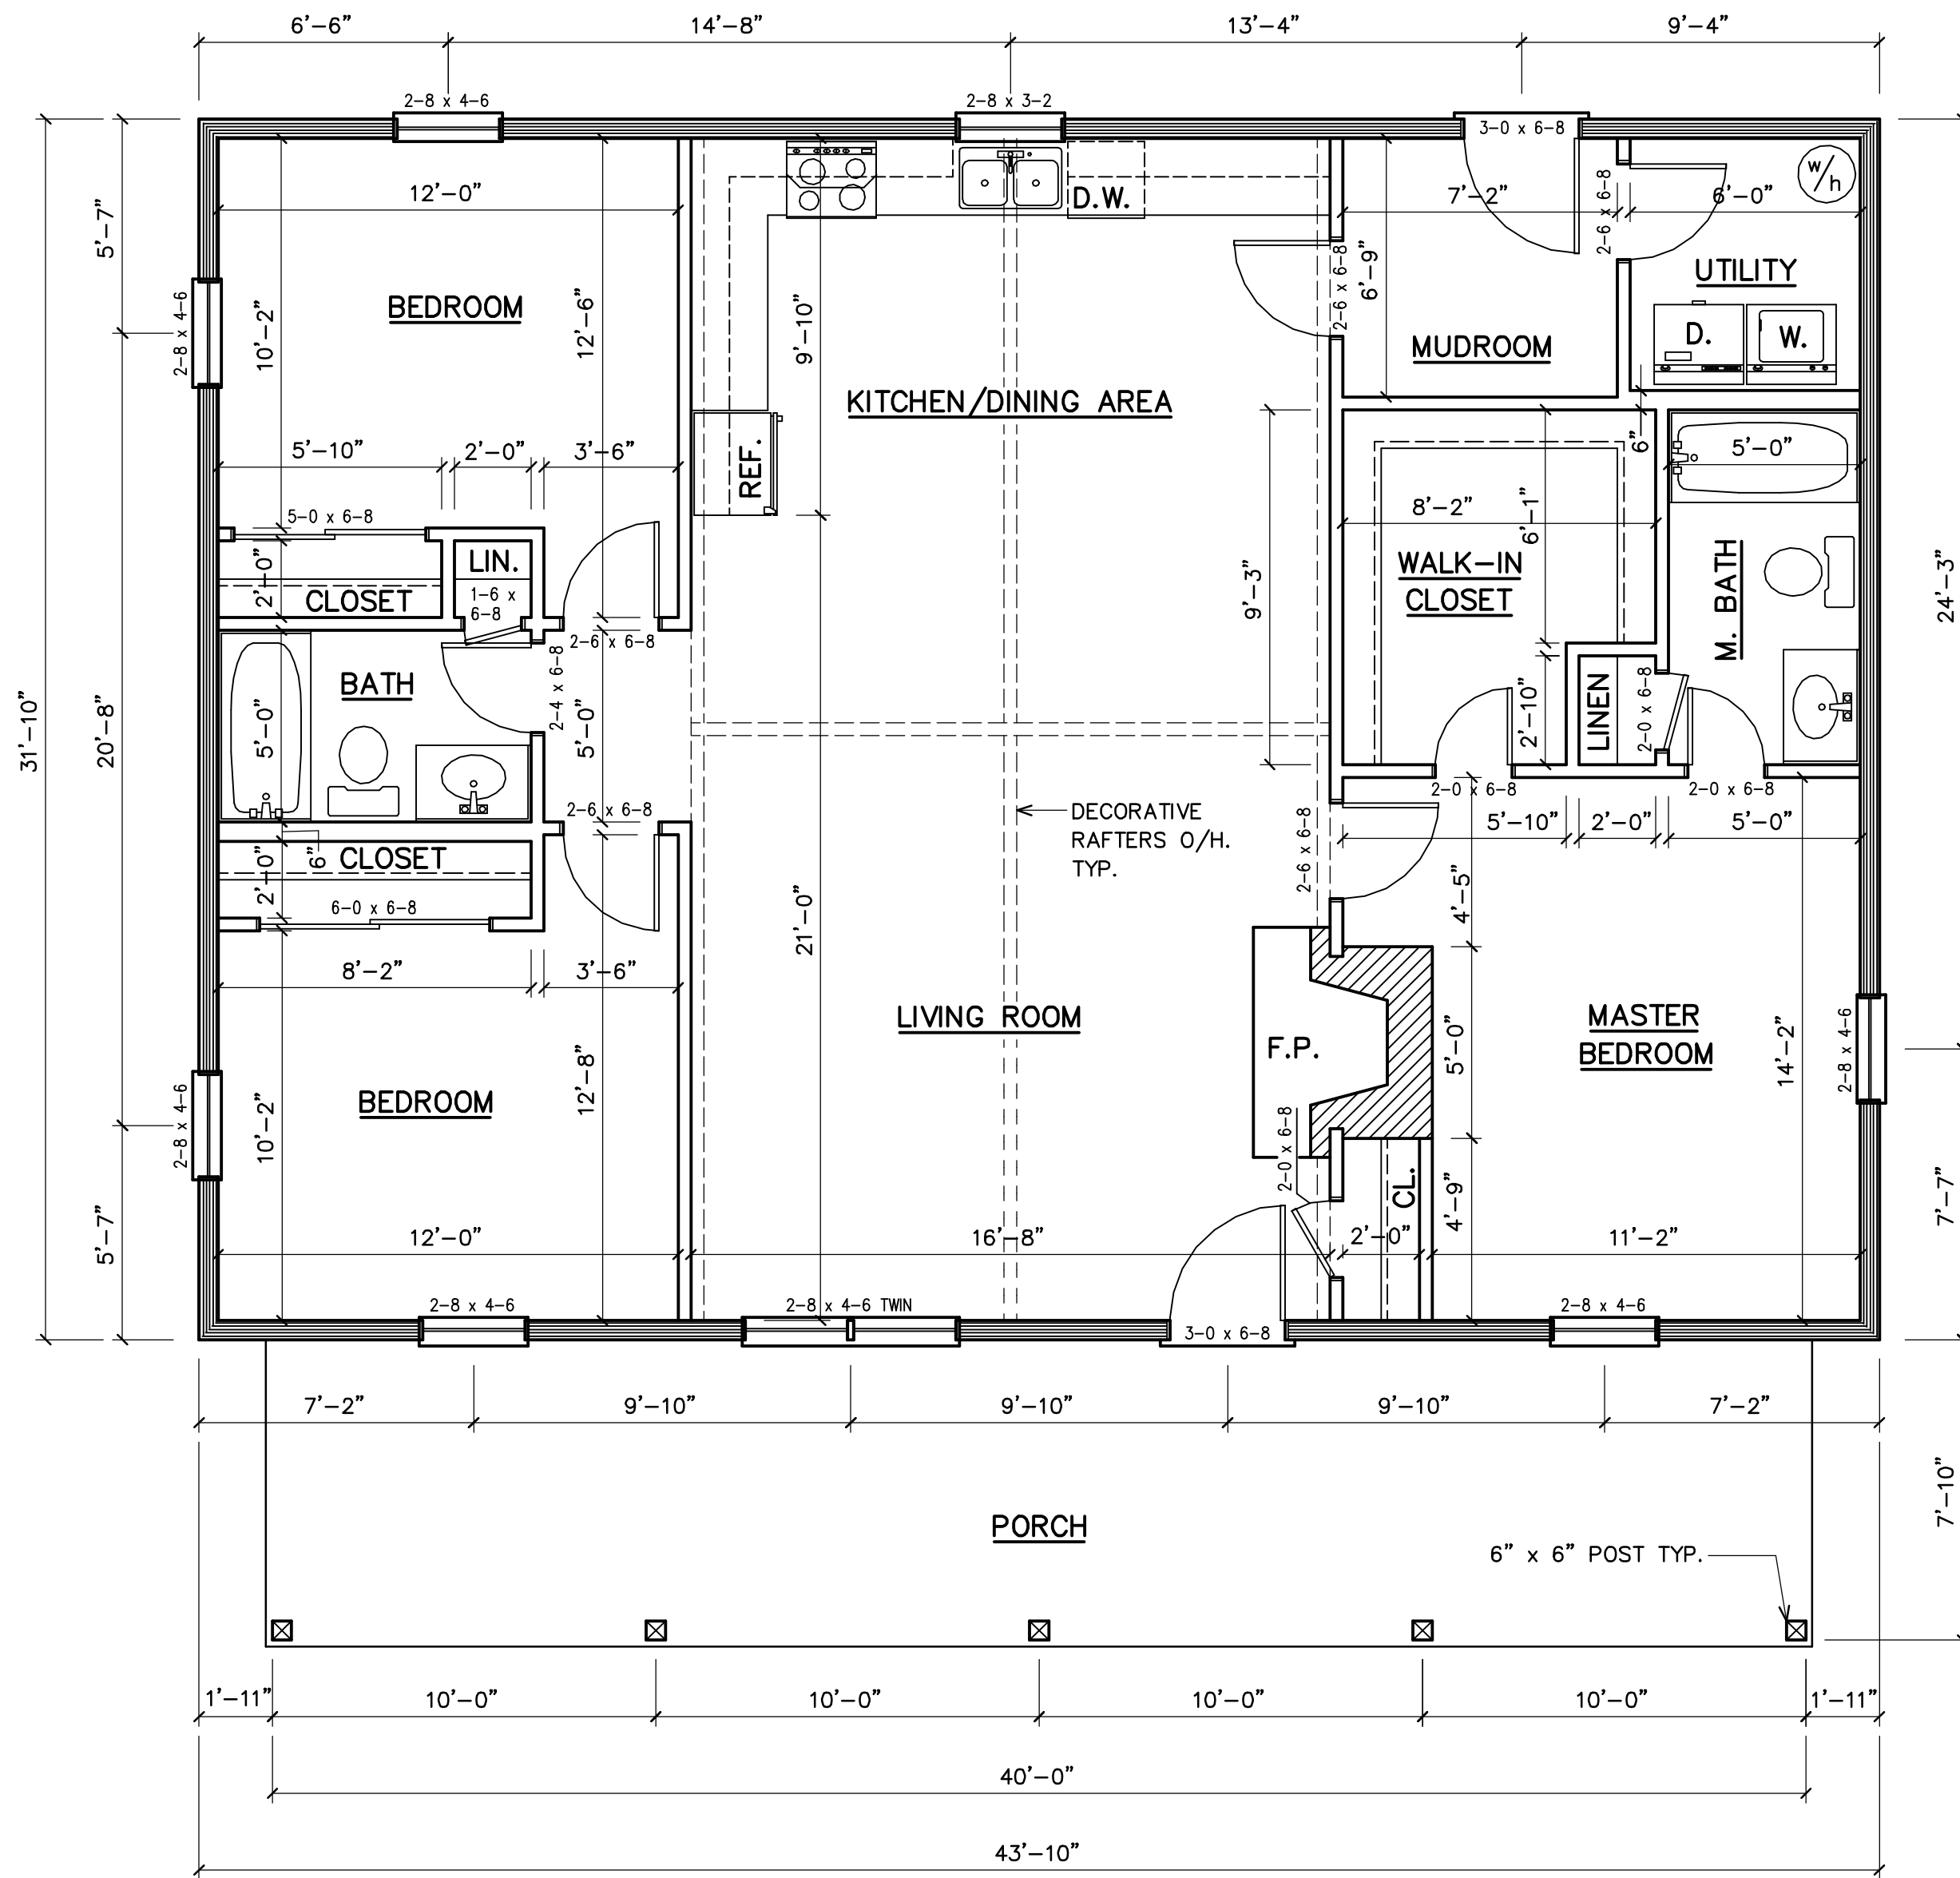 6'-6"
14'-8"
13'-4"
9'-4"
2-8 x 4-6
2-8 x 3-2
3-0 x 6-8
12'-0"
D.W.
7'-2"
2-6 x 6-8
6'-0"
w/h
5'-7"
2-8 x 4-6
10'-2"
BEDROOM
12'-6"
9'-10"
2-6 x 6-8
6'-9"
UTILITY
MUDROOM
D.
W.
KITCHEN/DINING AREA
5'-10"
2'-0"
3'-6"
REF.
6"
5'-0"
8'-2"
6'-1"
5-0 x 6-8
LIN.
1-6 x
6-8
2'-0"
CLOSET
9'-3"
WALK-IN
CLOSET
M. BATH
24'-3"
2-6 x 6-8
2-4 x 6-8
BATH
5'-0"
5'-0"
31'-10"
20'-8"
2'-10"
LINEN
2-0 x 6-8
2-0 x 6-8
2-0 x 6-8
2-6 x 6-8
DECORATIVE
RAFTERS O/H.
TYP.
2-6 x 6-8
5'-10"
2'-0"
5'-0"
6"
CLOSET
2'-0"
6-0 x 6-8
4'-5"
21'-0"
8'-2"
3'-6"
LIVING ROOM
F.P.
5'-0"
MASTER
BEDROOM
14'-2"
2-8 x 4-6
12'-8"
BEDROOM
10'-2"
2-8 x 4-6
2-0 x 6-8
CL.
4'-9"
7'-7"
5'-7"
12'-0"
16'-8"
2'-0"
11'-2"
2-8 x 4-6
2-8 x 4-6 TWIN
3-0 x 6-8
2-8 x 4-6
7'-2"
9'-10"
9'-10"
9'-10"
7'-2"
7'-10"
PORCH
6" x 6" POST TYP.
1'-11"
10'-0"
10'-0"
10'-0"
10'-0"
1'-11"
40'-0"
43'-10"